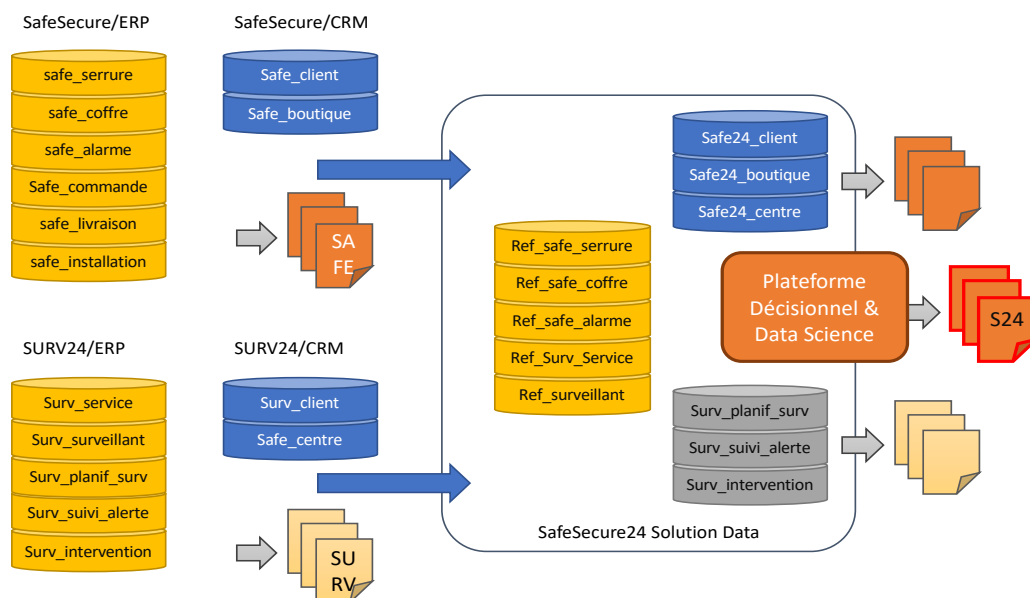 SafeSecure/ERP
SafeSecure/CRM
safe_serrure
safe_coffre
safe_alarme
Safe_commande
safe_livraison
safe_installation
Safe_client
Safe_boutique
SA
FE
SURV24/ERP
SURV24/CRM
Surv_service
Surv_surveillant
Surv_planif_surv
Surv_suivi_alerte
Surv_intervention
Surv_client
Safe_centre
SU
RV
Ref_safe_serrure
Ref_safe_coffre
Ref_safe_alarme
Ref_Surv_Service
Ref_surveillant
Safe24_client
Safe24_boutique
Safe24_centre
Plateforme
Décisionnel &
Data Science
S24
Surv_planif_surv
Surv_suivi_alerte
Surv_intervention
SafeSecure24 Solution Data